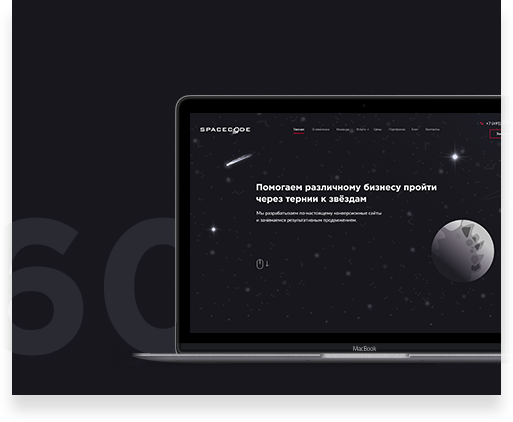 SPACECODE
Главная О компании Команда Услуги Цены Портфолио Блог Контакты
+7 (495)
Помогаем различному бизнесу пройти
через тернии к звёздам
Мы разрабатываем по-настоящему конверсионные сайты
и занимаемся результативным продвижением.
60
MacBook